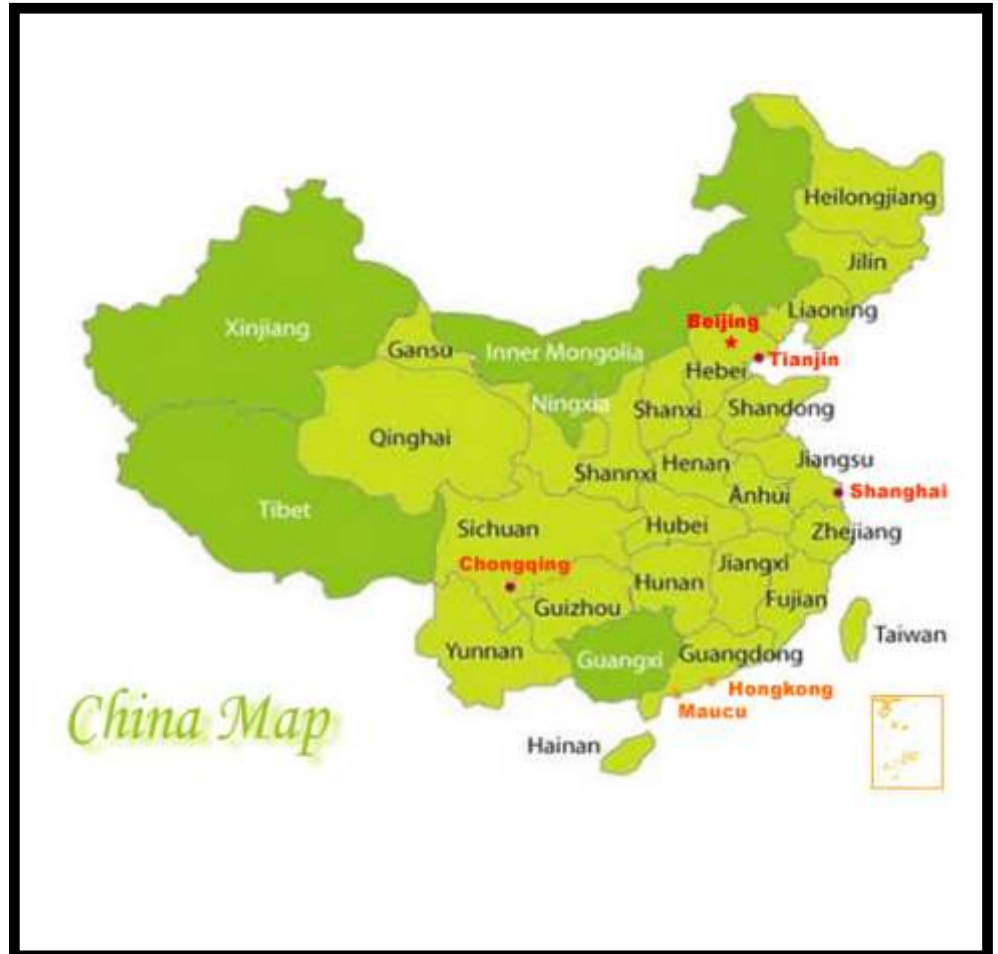 Heilongjiang
Jilin
Liaoning
Xinjiang
Beijing
Gansu
Inner Mongolia
Tianjin
Hebei
Ningxia
Shanxi
Shandong
Qinghai
Jiangsu
Shannxi
Henan
Anhui
Shanghai
Tibet
Sichuan
Hubei
Zhejiang
Chongqing
Jiangxi
Hunan
Fujian
Guizhou
Taiwan
Yunnan
Guangxi
Guangdong
Hongkong
Maucu
China Map
Hainan